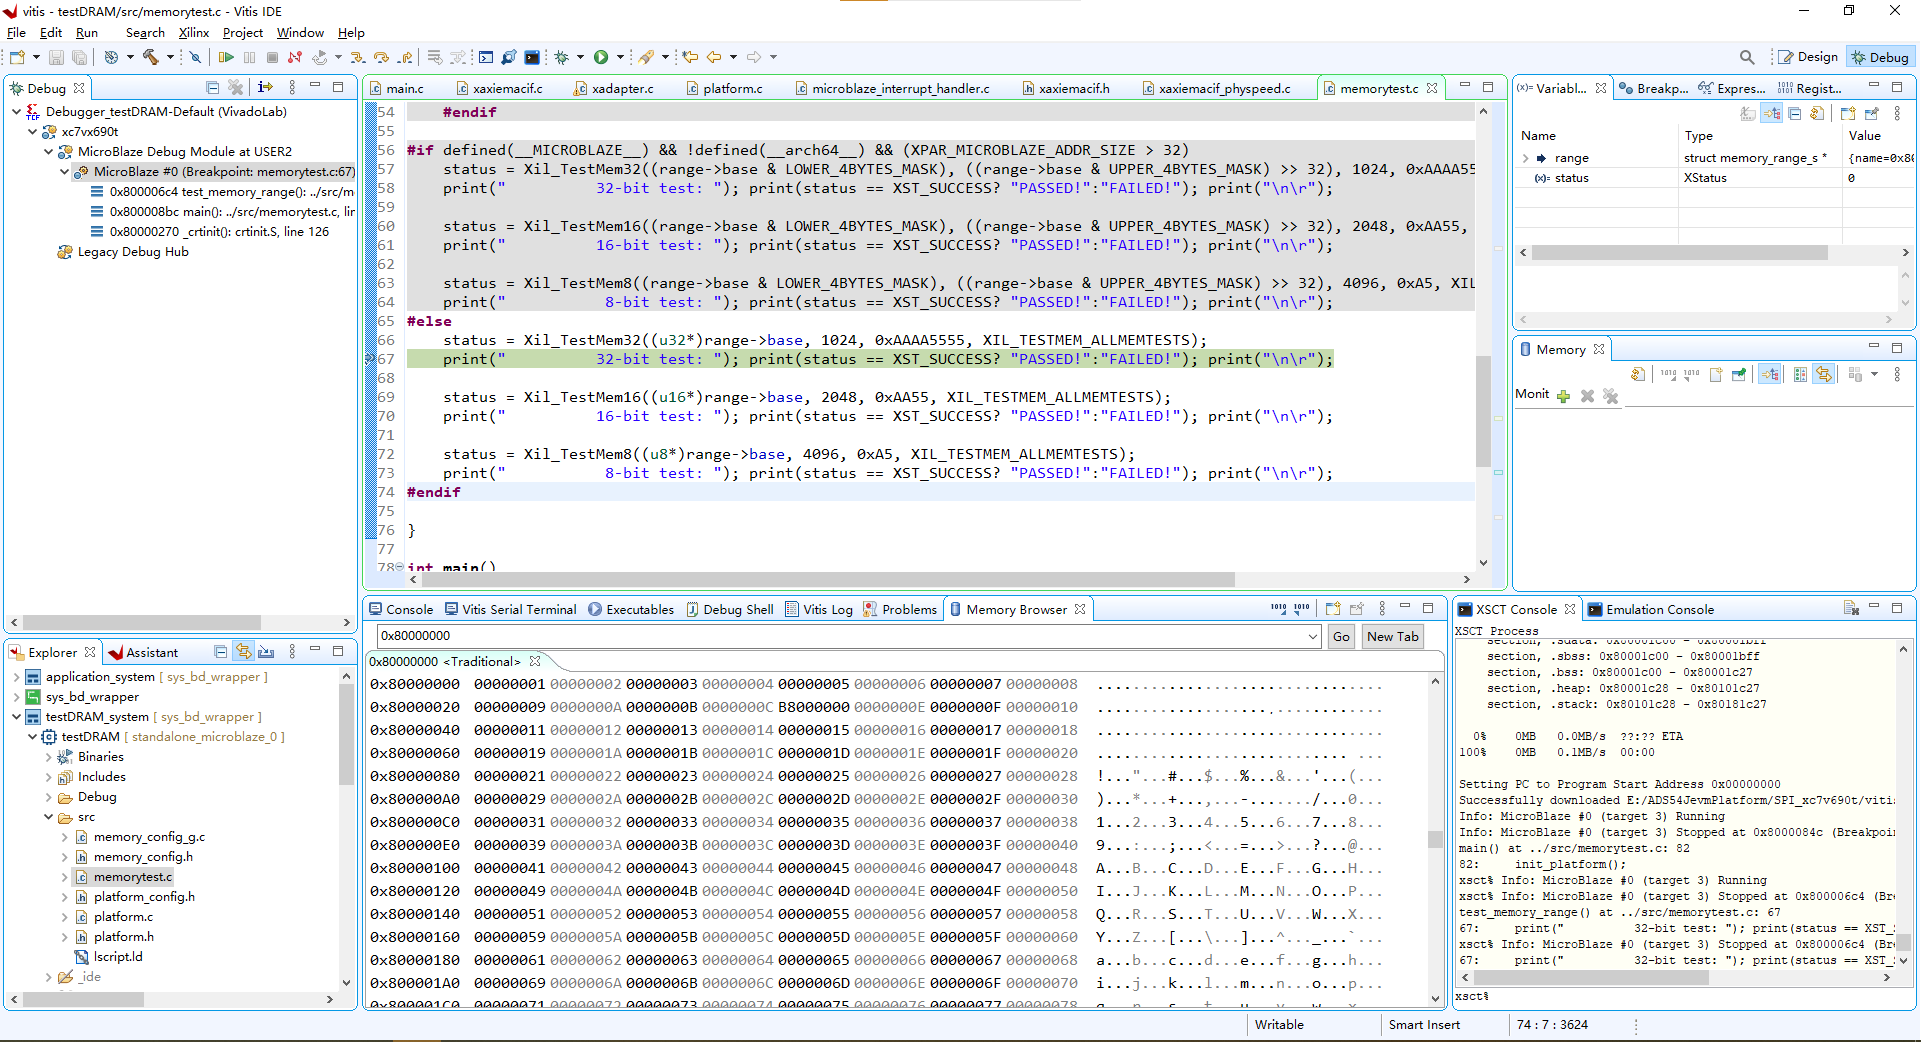 vitis - testDRAM/src/memorytest.c - Vitis IDE
File Edit Run Search Xilinx Project Window Help
Design Debug
Debug
Debugger_testDRAM-Default (VivadoLab)
xc7vx690t
MicroBlaze Debug Module at USER2
MicroBlaze #0 (Breakpoint: memorytest.c:67)
0x800006c4 test_memory_range(): ../src/m
0x800008bc main(): ../src/memorytest.c, lir
0x80000270 _crtinit(): crtinit.S, line 126
Legacy Debug Hub
Explorer Assistant
application_system [ sys_bd_wrapper ]
sys_bd_wrapper
testDRAM_system [ sys_bd_wrapper ]
testDRAM [ standalone_microblaze_0 ]
Binaries
Includes
Debug
src
memory_config_g.c
memory_config.h
memorytest.c
platform_config.h
platform.c
platform.h
lscript.ld
_ide
main.c xaxiemacif.c xadapter.c platform.c microblaze_interrupt_handler.c xaxiemacif.h xaxiemacif_physpeed.c memorytest.c
54     #endif
55
56 #if defined(__MICROBLAZE__) && !defined(__arch64__) && (XPAR_MICROBLAZE_ADDR_SIZE > 32)
57     status = Xil_TestMem32((range->base & LOWER_4BYTES_MASK), ((range->base & UPPER_4BYTES_MASK) >> 32), 1024, 0xAAAA55
58     print("          32-bit test: "); print(status == XST_SUCCESS? "PASSED!":"FAILED!"); print("\n\r");
59
60     status = Xil_TestMem16((range->base & LOWER_4BYTES_MASK), ((range->base & UPPER_4BYTES_MASK) >> 32), 2048, 0xAA55,
61     print("          16-bit test: "); print(status == XST_SUCCESS? "PASSED!":"FAILED!"); print("\n\r");
62
63     status = Xil_TestMem8((range->base & LOWER_4BYTES_MASK), ((range->base & UPPER_4BYTES_MASK) >> 32), 4096, 0xA5, XIL
64     print("           8-bit test: "); print(status == XST_SUCCESS? "PASSED!":"FAILED!"); print("\n\r");
65 #else
66     status = Xil_TestMem32((u32*)range->base, 1024, 0xAAAA5555, XIL_TESTMEM_ALLMEMTESTS);
67     print("          32-bit test: "); print(status == XST_SUCCESS? "PASSED!":"FAILED!"); print("\n\r");
68
69     status = Xil_TestMem16((u16*)range->base, 2048, 0xAA55, XIL_TESTMEM_ALLMEMTESTS);
70     print("          16-bit test: "); print(status == XST_SUCCESS? "PASSED!":"FAILED!"); print("\n\r");
71
72     status = Xil_TestMem8((u8*)range->base, 4096, 0xA5, XIL_TESTMEM_ALLMEMTESTS);
73     print("           8-bit test: "); print(status == XST_SUCCESS? "PASSED!":"FAILED!"); print("\n\r");
74 #endif
75
76 }
77
78 int main()
Variabl... Breakp... Expres... Regist...
Name Type Value
range struct memory_range_s * {name=0x80
status XStatus 0
Memory
Monit
Console Vitis Serial Terminal Executables Debug Shell Vitis Log Problems Memory Browser
0x80000000 Go New Tab
0x80000000 <Traditional>
0x80000000 00000001 00000002 00000003 00000004 00000005 00000006 00000007 00000008 ................................
0x80000020 00000009 0000000A 0000000B 0000000C B8000000 0000000E 0000000F 00000010 ................................
0x80000040 00000011 00000012 00000013 00000014 00000015 00000016 00000017 00000018 ................................
0x80000060 00000019 0000001A 0000001B 0000001C 0000001D 0000001E 0000001F 00000020 ............................ ...
0x80000080 00000021 00000022 00000023 00000024 00000025 00000026 00000027 00000028 !..."...#...$...%...&...'...(...
0x800000A0 00000029 0000002A 0000002B 0000002C 0000002D 0000002E 0000002F 00000030 )...*...+...,...-......./...0...
0x800000C0 00000031 00000032 00000033 00000034 00000035 00000036 00000037 00000038 1...2...3...4...5...6...7...8...
0x800000E0 00000039 0000003A 0000003B 0000003C 0000003D 0000003E 0000003F 00000040 9...:...;...<...=...>...?...@...
0x80000100 00000041 00000042 00000043 00000044 00000045 00000046 00000047 00000048 A...B...C...D...E...F...G...H...
0x80000120 00000049 0000004A 0000004B 0000004C 0000004D 0000004E 0000004F 00000050 I...J...K...L...M...N...O...P...
0x80000140 00000051 00000052 00000053 00000054 00000055 00000056 00000057 00000058 Q...R...S...T...U...V...W...X...
0x80000160 00000059 0000005A 0000005B 0000005C 0000005D 0000005E 0000005F 00000060 Y...Z...[...\...]...^..._...`...
0x80000180 00000061 00000062 00000063 00000064 00000065 00000066 00000067 00000068 a...b...c...d...e...f...g...h...
0x800001A0 00000069 0000006A 0000006B 0000006C 0000006D 0000006E 0000006F 00000070 i...j...k...l...m...n...o...p...
0x800001C0 00000071 00000072 00000073 00000074 00000075 00000076 00000077 00000078
XSCT Console Emulation Console
XSCT Process
section, .sdata: 0x80001c00 - 0x80001bff
section, .sbss: 0x80001c00 - 0x80001bff
section, .bss: 0x80001c00 - 0x80001c27
section, .heap: 0x80001c28 - 0x80101c27
section, .stack: 0x80101c28 - 0x80181c27
0%    0MB   0.0MB/s  ??:?? ETA
100%    0MB   0.1MB/s  00:00
Setting PC to Program Start Address 0x00000000
Successfully downloaded E:/ADS54JevmPlatform/SPI_xc7v690t/vitis
Info: MicroBlaze #0 (target 3) Running
Info: MicroBlaze #0 (target 3) Stopped at 0x8000084c (Breakpoin
main() at ../src/memorytest.c: 82
82:     init_platform();
xsct% Info: MicroBlaze #0 (target 3) Running
xsct% Info: MicroBlaze #0 (target 3) Stopped at 0x800006c4 (Bre
test_memory_range() at ../src/memorytest.c: 67
67:     print("          32-bit test: "); print(status == XST_S
xsct% Info: MicroBlaze #0 (target 3) Stopped at 0x800006c4 (Bre
67:     print("          32-bit test: "); print(status == XST_S
xsct%
Writable Smart Insert 74 : 7 : 3624